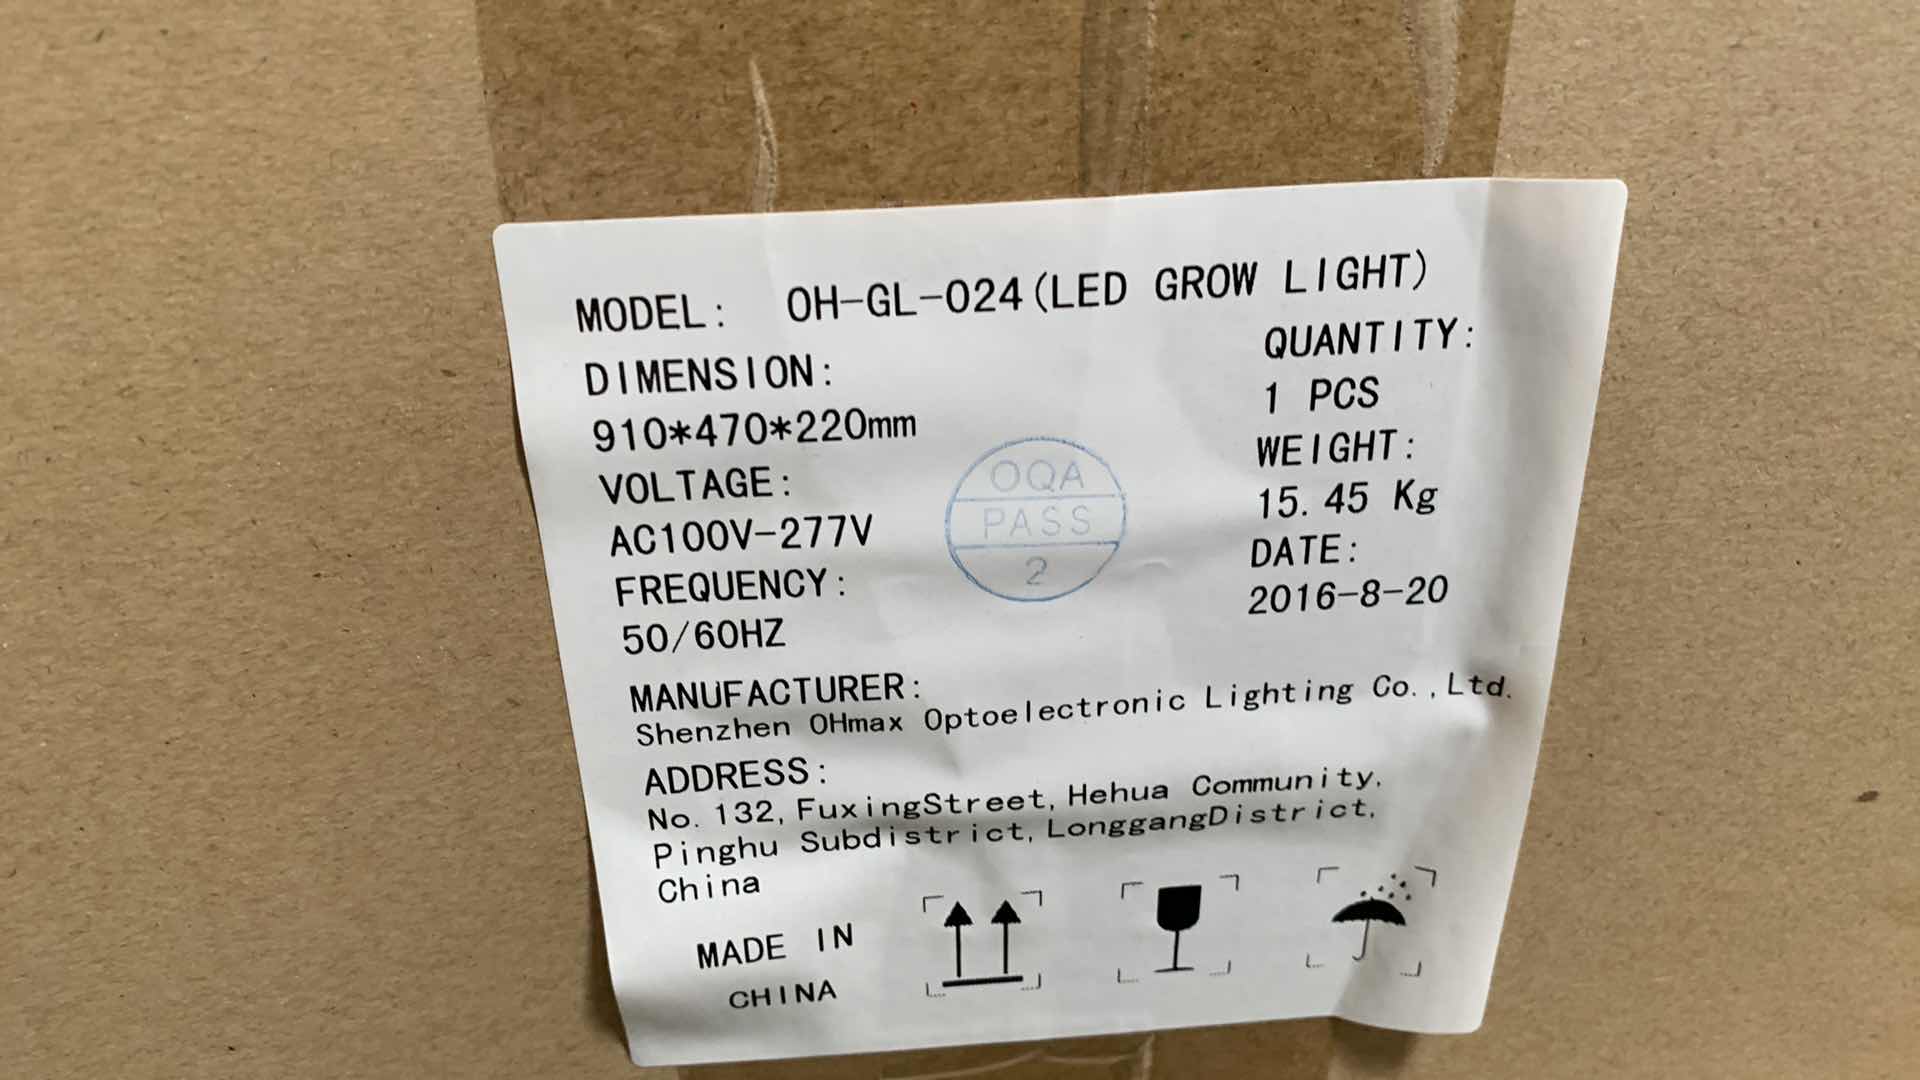 MODEL: OH-GL-024(LED GROW LIGHT)
DIMENSION:
910*470*220mm
VOLTAGE:
AC100V-277V
FREQUENCY:
50/60HZ
QUANTITY:
1 PCS
WEIGHT:
15.45 Kg
DATE:
2016-8-20
OQA
PASS
2
MANUFACTURER:
Shenzhen OHmax Optoelectronic Lighting Co.,Ltd.
ADDRESS:
No.132,FuxingStreet,Hehua Community,
Pinghu Subdistrict,LonggangDistrict,
China
MADE IN
CHINA